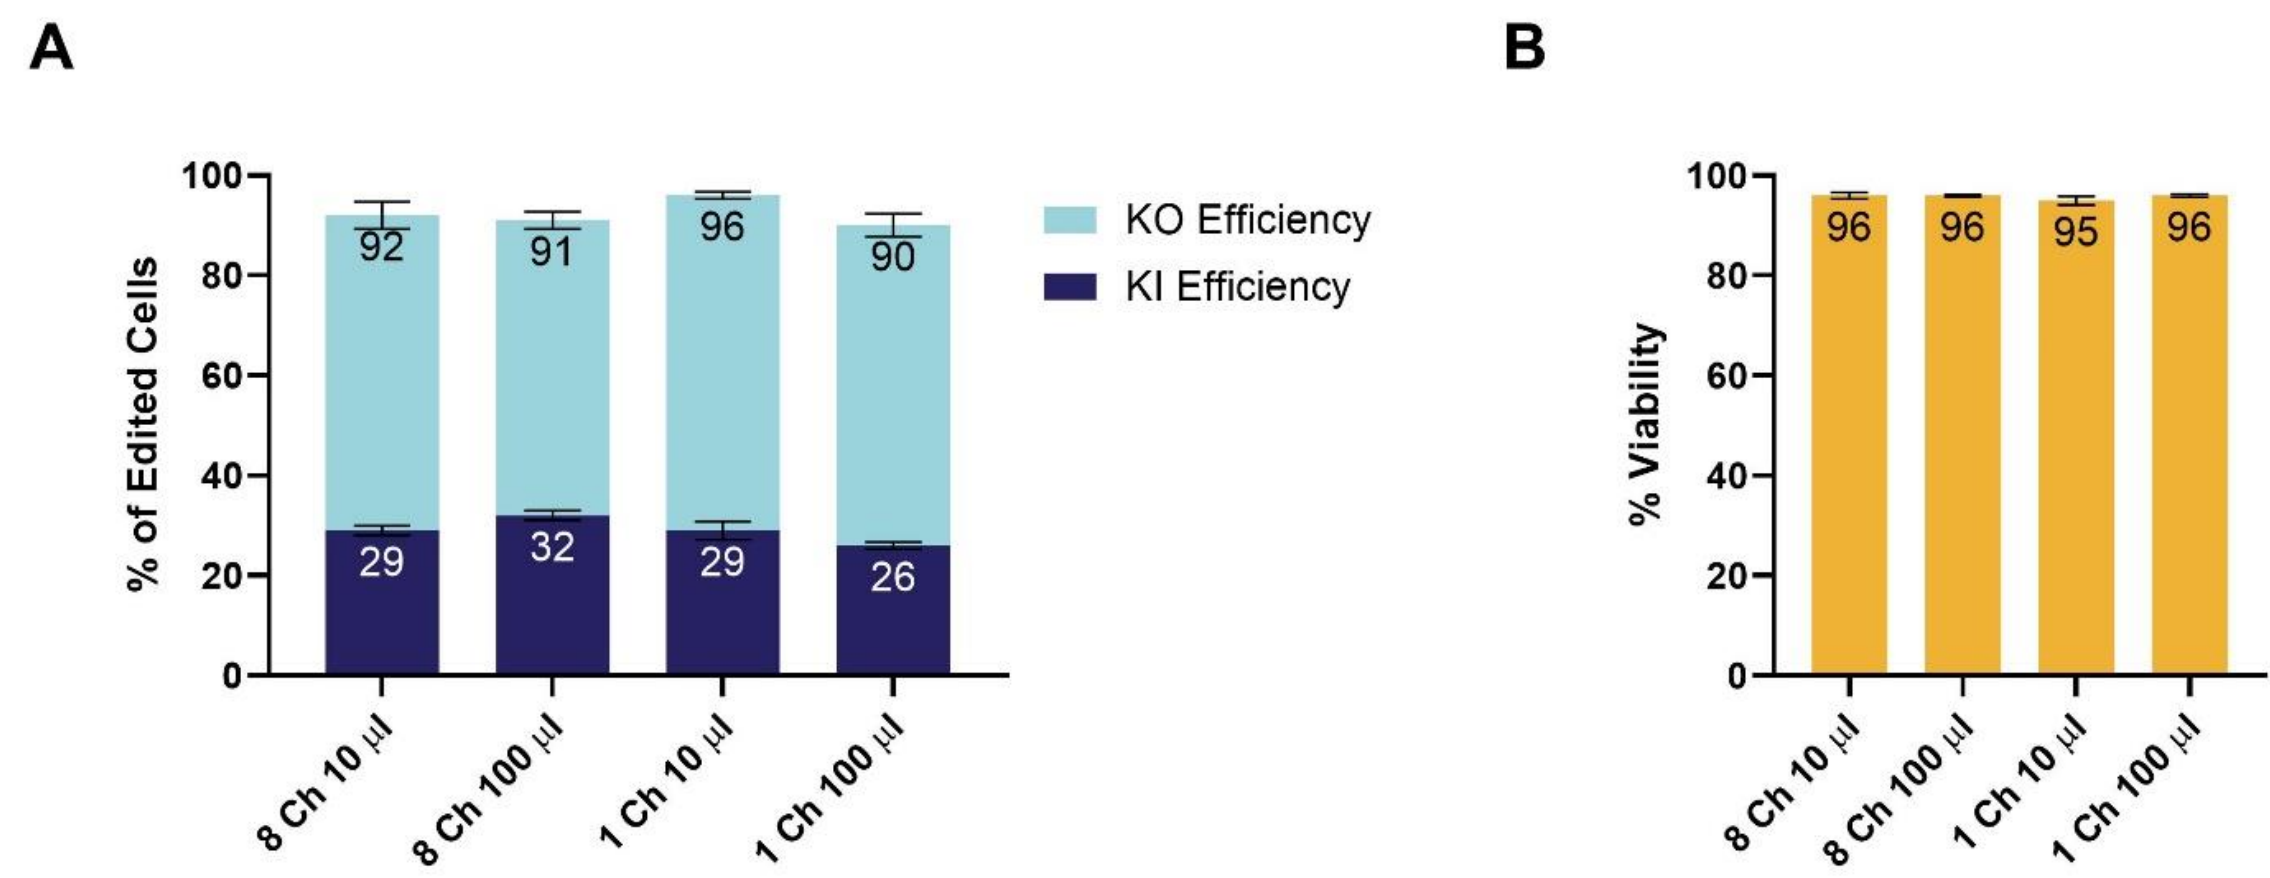 A
% of Edited Cells
100
80
60
40
20
0
92
91
96
90
29
32
29
26
8 Ch 10 µl
8 Ch 100 µl
1 Ch 10 µl
1 Ch 100 µl
KO Efficiency
KI Efficiency
B
% Viability
100
80
60
40
20
0
96
96
95
96
8 Ch 10 µl
8 Ch 100 µl
1 Ch 10 µl
1 Ch 100 µl